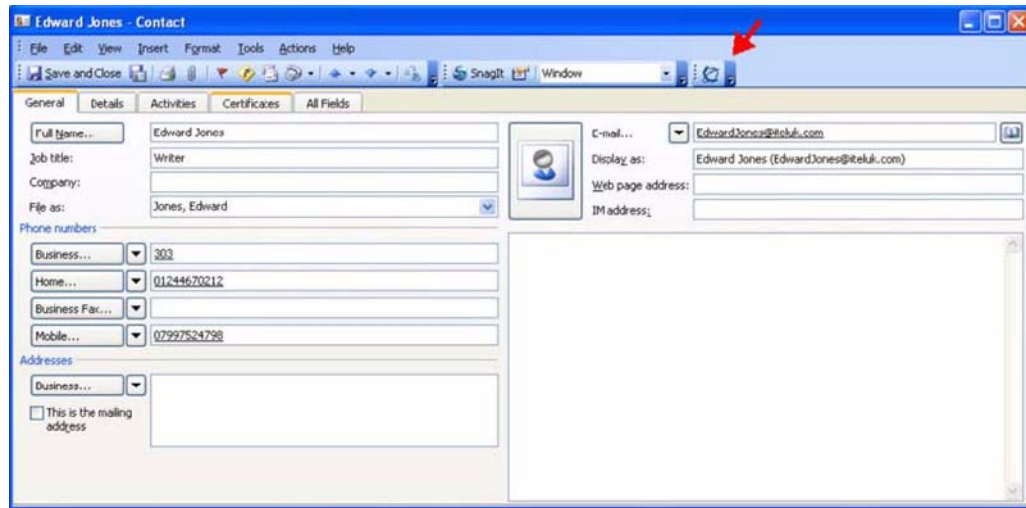 Edward Jones - Contact
File Edit View Insert Format Tools Actions Help
Save and Close SnagIt Window
General Details Activities Certificates All Fields
Full Name... Edward Jones E-mail... EdwardJones@iteluk.com
Job title: Writer Display as: Edward Jones (EdwardJones@iteluk.com)
Company: Web page address:
File as: Jones, Edward IM address:
Phone numbers
Business... 303
Home... 01244670212
Business Fax...
Mobile... 07997524798
Addresses
Business...
This is the mailing
address